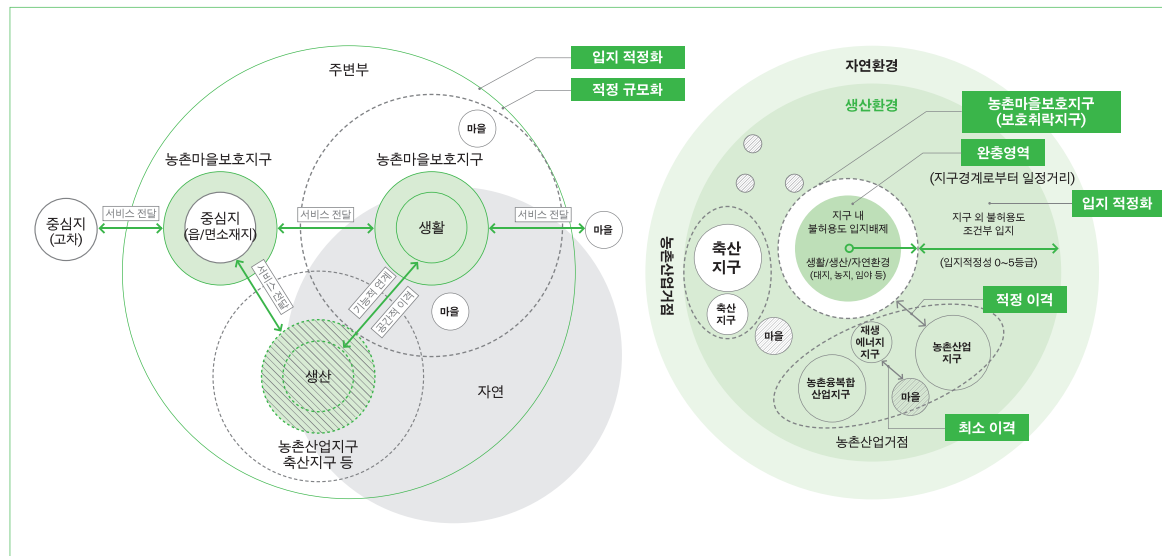 주변부
입지 적정화
적정 규모화
마을
농촌마을보호지구
농촌마을보호지구
중심지
(고차)
서비스 전달
중심지
(읍/면소재지)
서비스 전달
생활
서비스 전달
마을
서비스 전달
기능적 연계
공간적 이격
마을
생산
자연
농촌산업지구
축산지구 등
자연환경
생산환경
농촌마을보호지구
(보호취락지구)
완충영역
(지구경계로부터 일정거리)
입지 적정화
지구 내
불허용도 입지배제
지구 외 불허용도
조건부 입지
생활/생산/자연환경
(대지, 농지, 임야 등)
(입지적정성 0~5등급)
농촌산업거점
축산
지구
축산
지구
마을
적정 이격
재생
에너지
지구
농촌산업
지구
농촌융복합
산업지구
마을
최소 이격
농촌산업거점